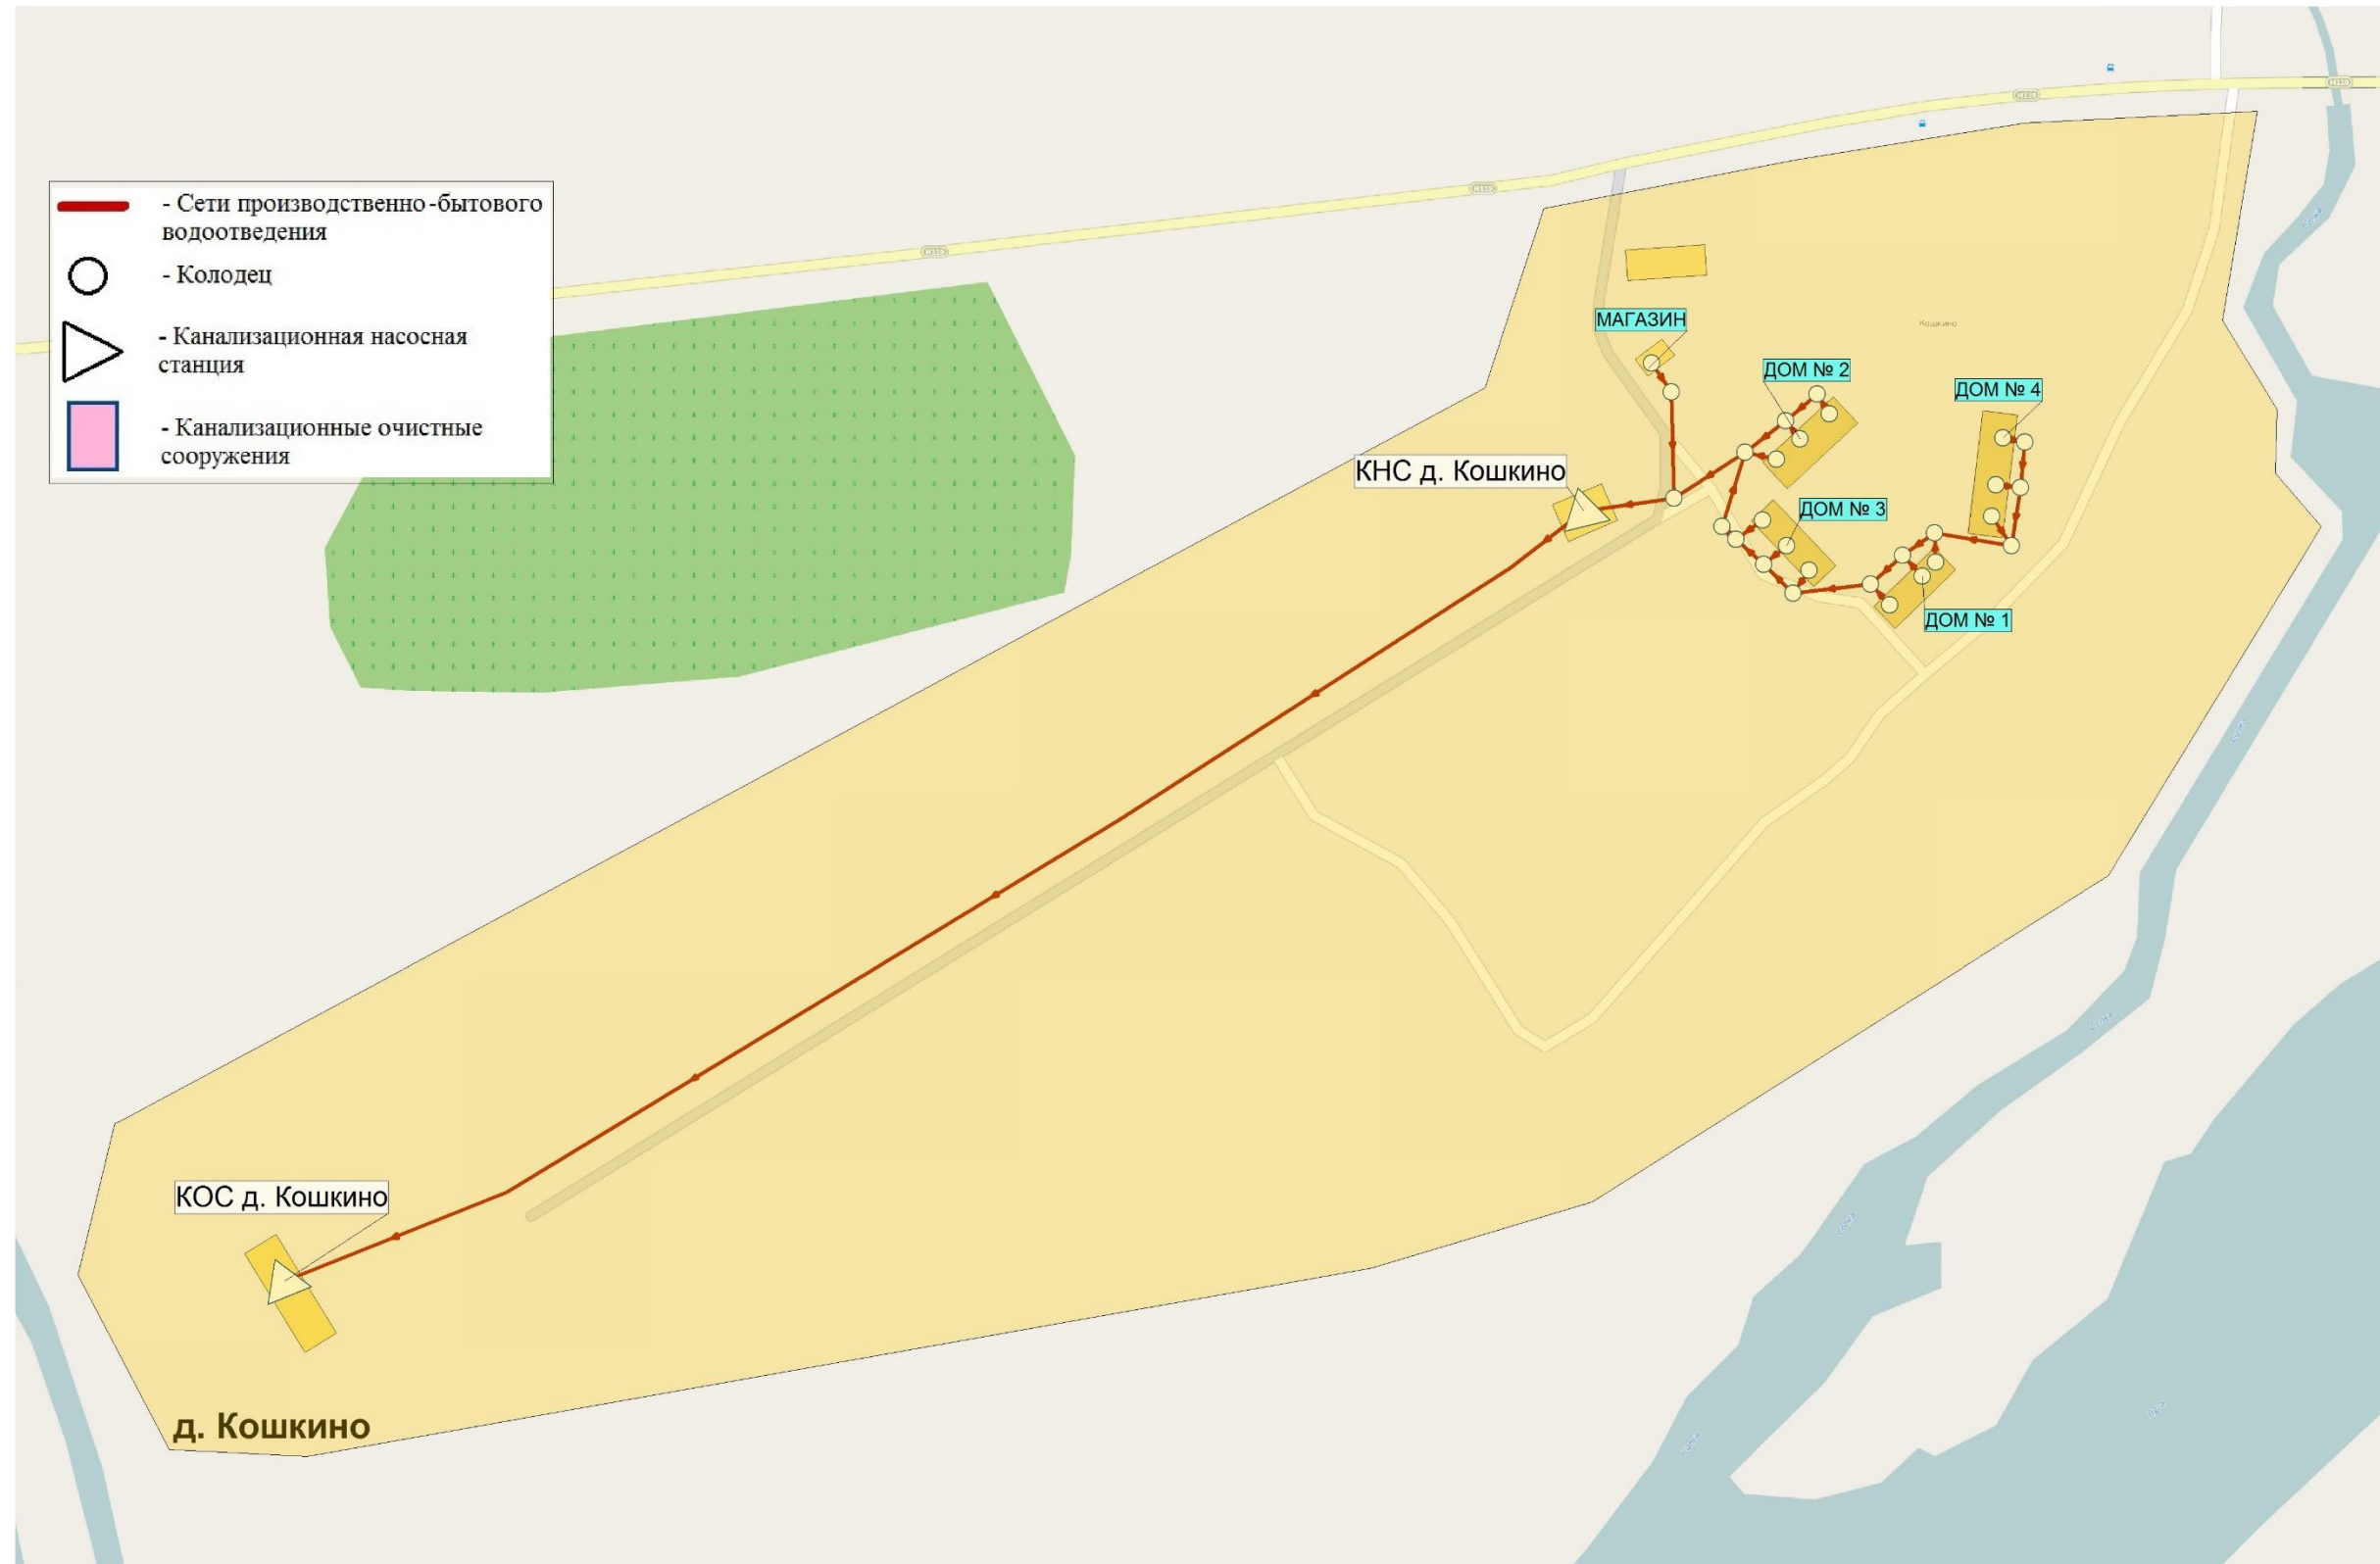 - Сети производственно-бытового
водоотведения
- Колодец
- Канализационная насосная
станция
- Канализационные очистные
сооружения
МАГАЗИН
Кошкино
ДОМ № 2
ДОМ № 4
КНС д. Кошкино
ДОМ № 3
ДОМ № 1
КОС д. Кошкино
д. Кошкино